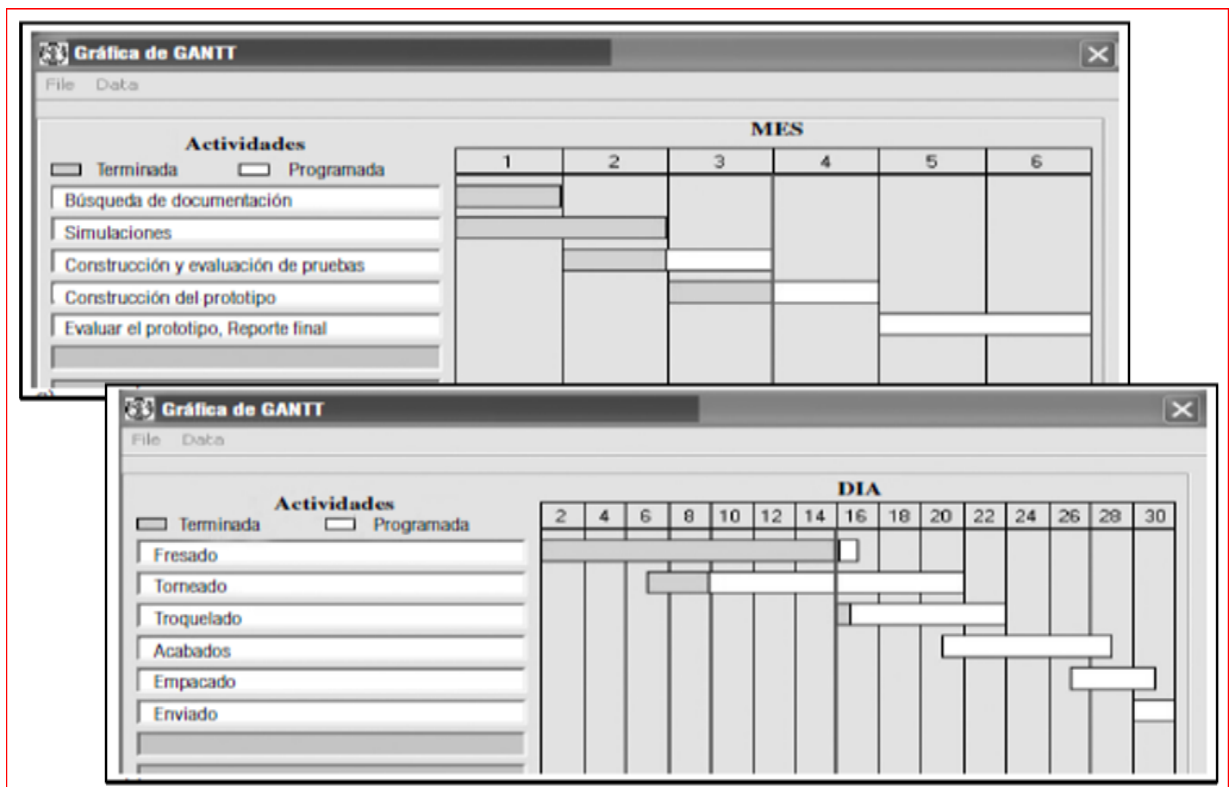 Gráfica de GANTT
File Data
MES
Actividades
Terminada Programada
1 2 3 4 5 6
Búsqueda de documentación
Simulaciones
Construcción y evaluación de pruebas
Construcción del prototipo
Evaluar el prototipo, Reporte final
Gráfica de GANTT
File Data
DIA
Actividades
Terminada Programada
2 4 6 8 10 12 14 16 18 20 22 24 26 28 30
Fresado
Torneado
Troquelado
Acabados
Empacado
Enviado